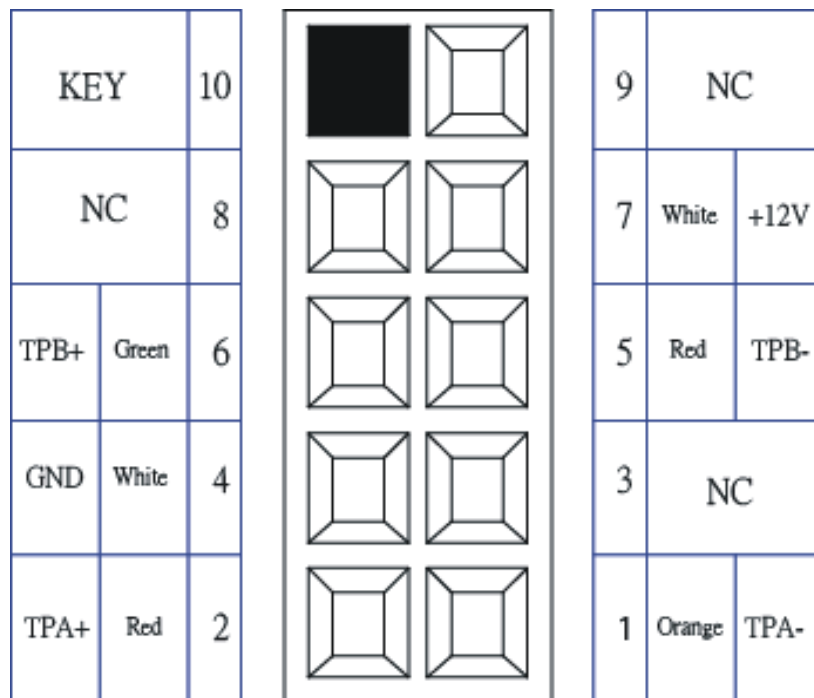 KEY 10 9 NC
NC 8 7 White +12V
TPB+ Green 6 5 Red TPB-
GND White 4 3 NC
TPA+ Red 2 1 Orange TPA-